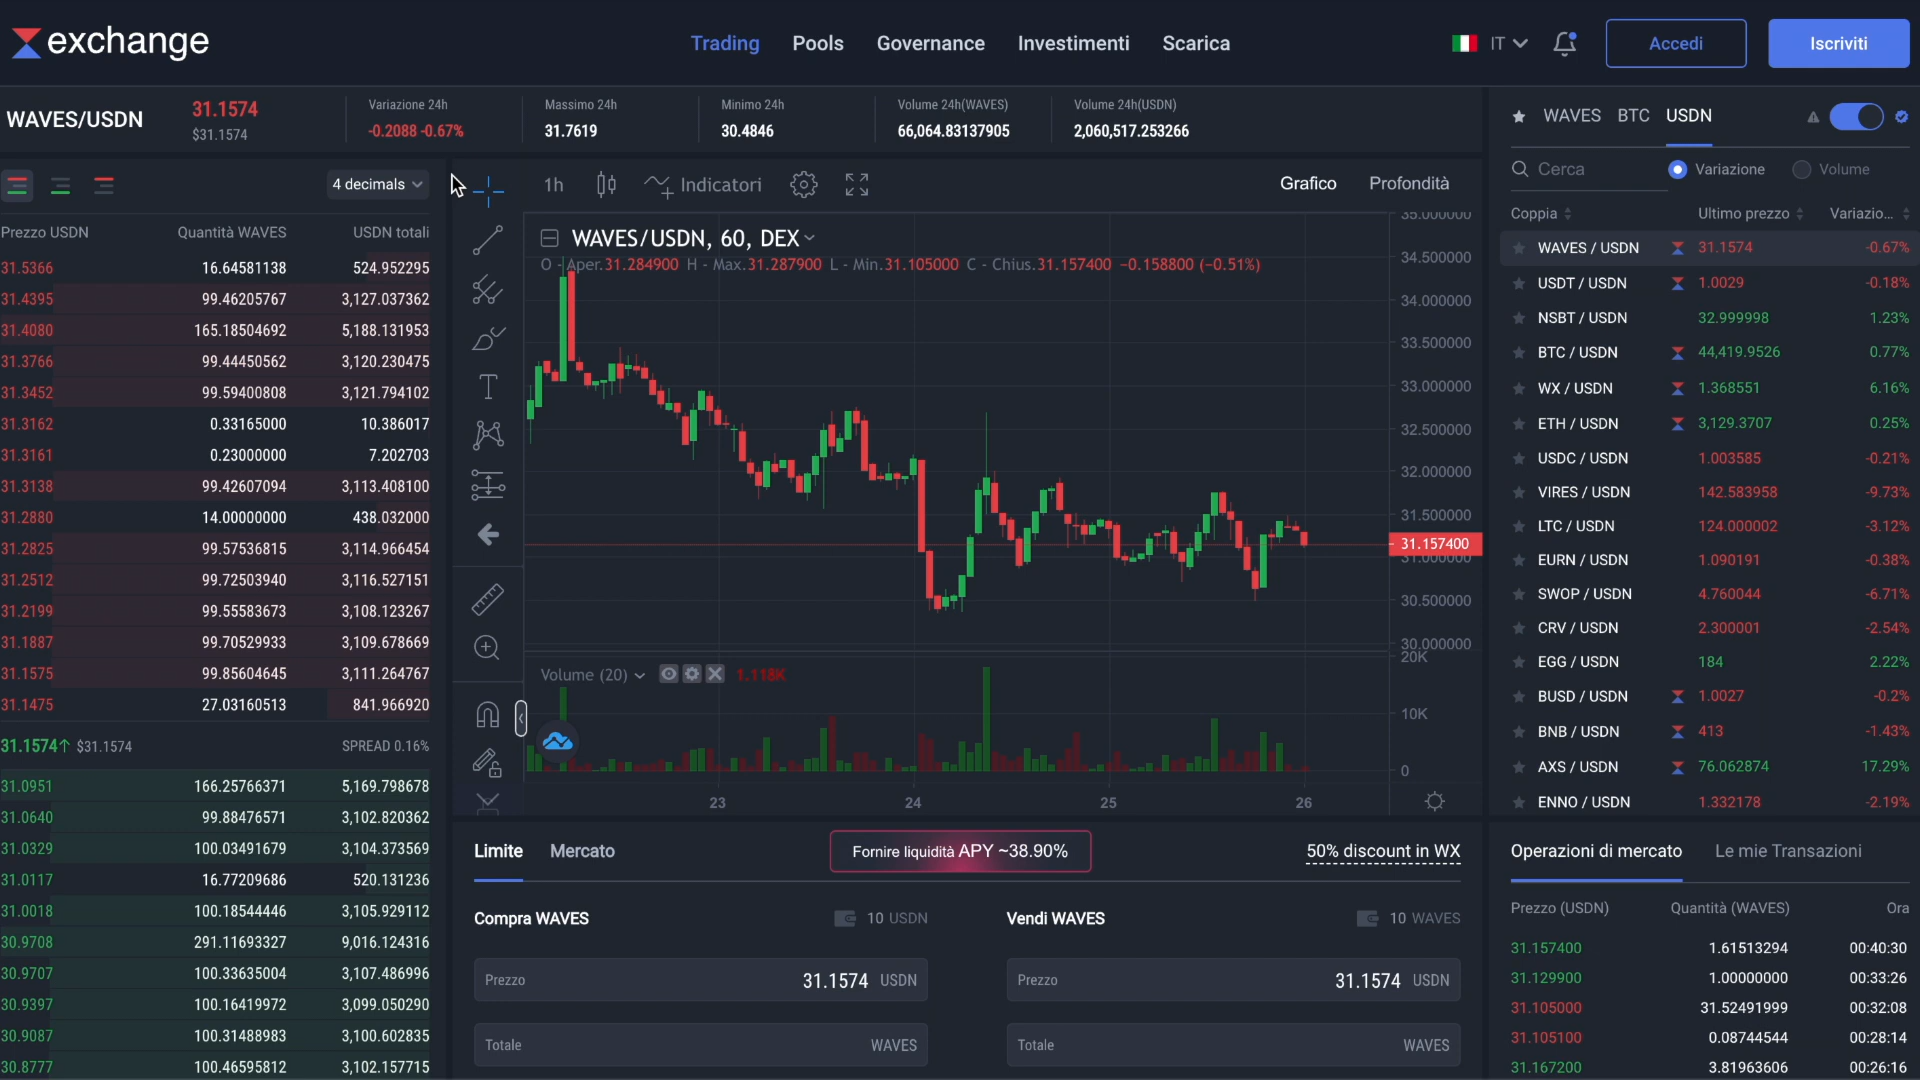 exchange
Trading Pools Governance Investimenti Scarica
IT Accedi Iscriviti
WAVES/USDN
31.1574
$31.1574
Variazione 24h
-0.2088 -0.67%
Massimo 24h
31.7619
Minimo 24h
30.4846
Volume 24h(WAVES)
66,064.83137905
Volume 24h(USDN)
2,060,517.253266
4 decimals
Prezzo USDN Quantità WAVES USDN totali
31.5366 16.64581138 524.952295
31.4395 99.46205767 3,127.037362
31.4080 165.18504692 5,188.131953
31.3766 99.44450562 3,120.230475
31.3452 99.59400808 3,121.794102
31.3162 0.33165000 10.386017
31.3161 0.23000000 7.202703
31.3138 99.42607094 3,113.408100
31.2880 14.00000000 438.032000
31.2825 99.57536815 3,114.966454
31.2512 99.72503940 3,116.527151
31.2199 99.55583673 3,108.123267
31.1887 99.70529933 3,109.678669
31.1575 99.85604645 3,111.264767
31.1475 27.03160513 841.966920
31.1574↑ $31.1574 SPREAD 0.16%
31.0951 166.25766371 5,169.798678
31.0640 99.88476571 3,102.820362
31.0329 100.03491679 3,104.373569
31.0117 16.77209686 520.131236
31.0018 100.18544446 3,105.929112
30.9708 291.11693327 9,016.124316
30.9707 100.33635004 3,107.486996
30.9397 100.16419972 3,099.050290
30.9087 100.31488983 3,100.602835
30.8777 100.46595812 3,102.157715
1h Indicatori Grafico Profondità
WAVES/USDN, 60, DEX
O - Aper.31.284900 H - Max.31.287900 L - Min.31.105000 C - Chius.31.157400 −0.158800 (−0.51%)
35.000000
34.500000
34.000000
33.500000
33.000000
32.500000
32.000000
31.500000
31.157400
31.000000
30.500000
30.000000
Volume (20) 1.118K
20K
10K
0
23 24 25 26
Limite Mercato
Fornire liquidità APY ~38.90%
50% discount in WX
Compra WAVES 10 USDN
Prezzo 31.1574 USDN
Totale WAVES
Vendi WAVES 10 WAVES
Prezzo 31.1574 USDN
Totale WAVES
WAVES BTC USDN
Cerca Variazione Volume
Coppia Ultimo prezzo Variazio...
WAVES / USDN 31.1574 -0.67%
USDT / USDN 1.0029 -0.18%
NSBT / USDN 32.999998 1.23%
BTC / USDN 44,419.9526 0.77%
WX / USDN 1.368551 6.16%
ETH / USDN 3,129.3707 0.25%
USDC / USDN 1.003585 -0.21%
VIRES / USDN 142.583958 -9.73%
LTC / USDN 124.000002 -3.12%
EURN / USDN 1.090191 -0.38%
SWOP / USDN 4.760044 -6.71%
CRV / USDN 2.300001 -2.54%
EGG / USDN 184 2.22%
BUSD / USDN 1.0027 -0.2%
BNB / USDN 413 -1.43%
AXS / USDN 76.062874 17.29%
ENNO / USDN 1.332178 -2.19%
Operazioni di mercato Le mie Transazioni
Prezzo (USDN) Quantità (WAVES) Ora
31.157400 1.61513294 00:40:30
31.129900 1.00000000 00:33:26
31.105000 31.52491999 00:32:08
31.105100 0.08744544 00:28:14
31.167200 3.81963606 00:26:16